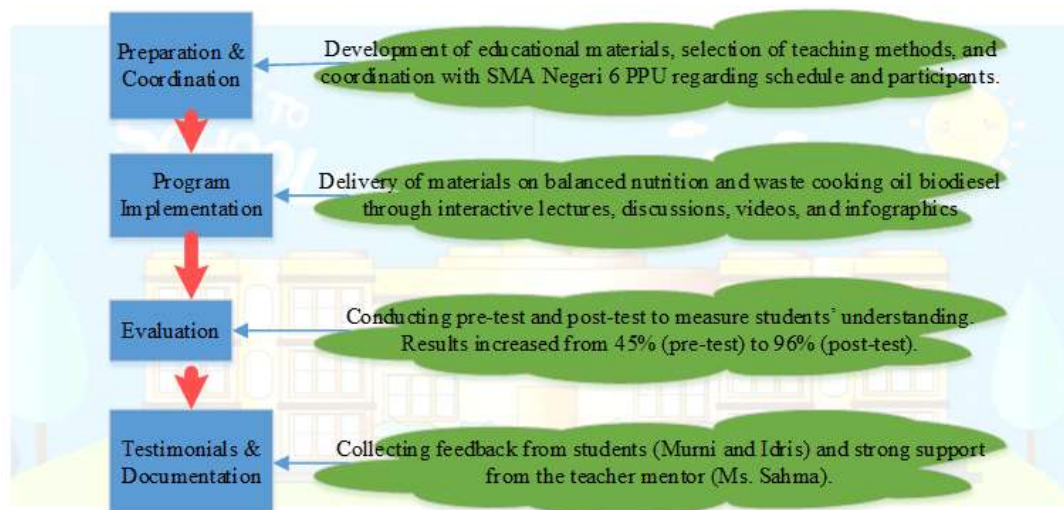 Preparation &
Coordination
Development of educational materials, selection of teaching methods, and
coordination with SMA Negeri 6 PPU regarding schedule and participants.
TO
SCHOOL
Program
Implementation
Delivery of materials on balanced nutrition and waste cooking oil biodiesel
through interactive lectures, discussions, videos, and infographics
Evaluation
Conducting pre-test and post-test to measure students’ understanding.
Results increased from 45% (pre-test) to 96% (post-test).
Testimonials &
Documentation
Collecting feedback from students (Murni and Idris) and strong support
from the teacher mentor (Ms. Sahma).